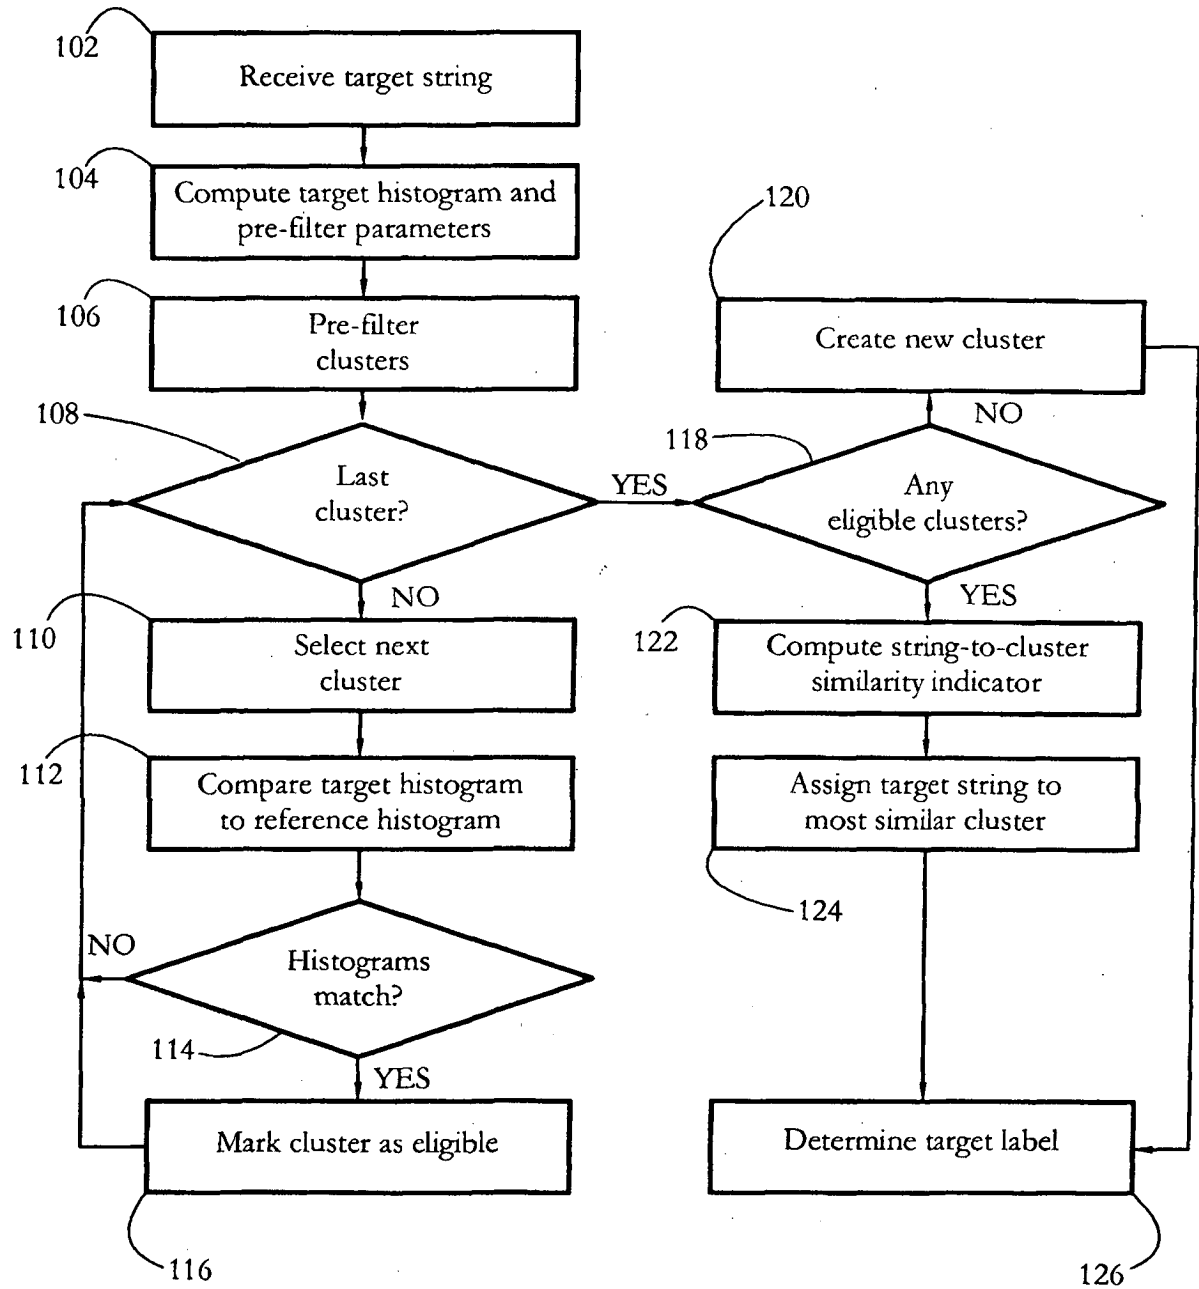 102
Receive target string
104
Compute target histogram and
pre-filter parameters
106
Pre-filter
clusters
108
Last
cluster?
YES
NO
110
Select next
cluster
112
Compare target histogram
to reference histogram
NO
Histograms
match?
114
YES
Mark cluster as eligible
116
120
Create new cluster
NO
118
Any
eligible clusters?
YES
122
Compute string-to-cluster
similarity indicator
Assign target string to
most similar cluster
124
Determine target label
126